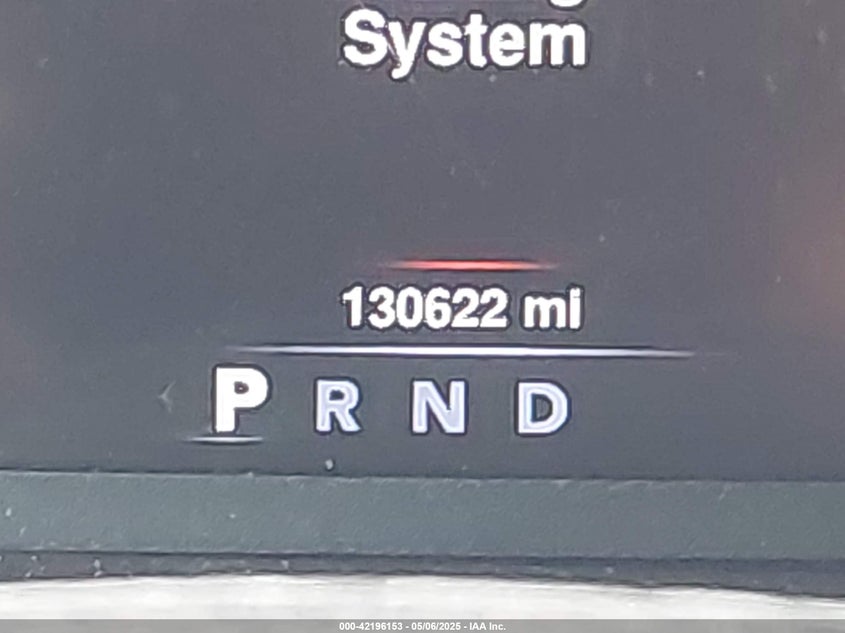 System
130622 mi
P R N D
000-42196153 - 05/06/2025 - IAA Inc.